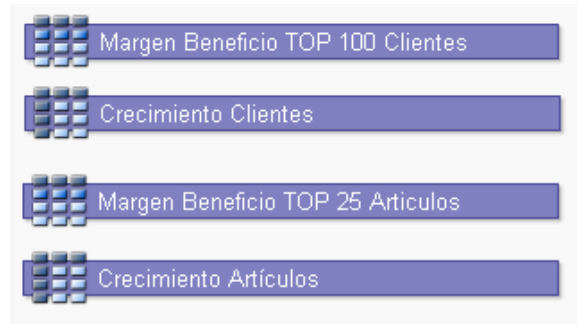 Margen Beneficio TOP 100 Clientes
Crecimiento Clientes
Margen Beneficio TOP 25 Articulos
Crecimiento Artículos